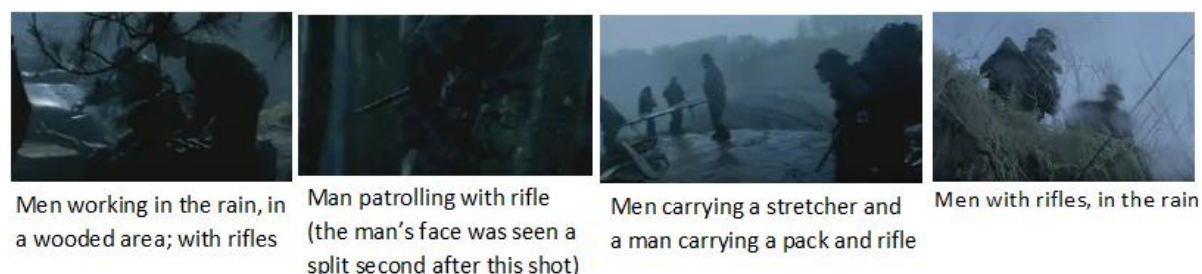 Men working in the rain, in
a wooded area; with rifles
Man patrolling with rifle
(the man's face was seen a
split second after this shot)
Men carrying a stretcher and
a man carrying a pack and rifle
Men with rifles, in the rain